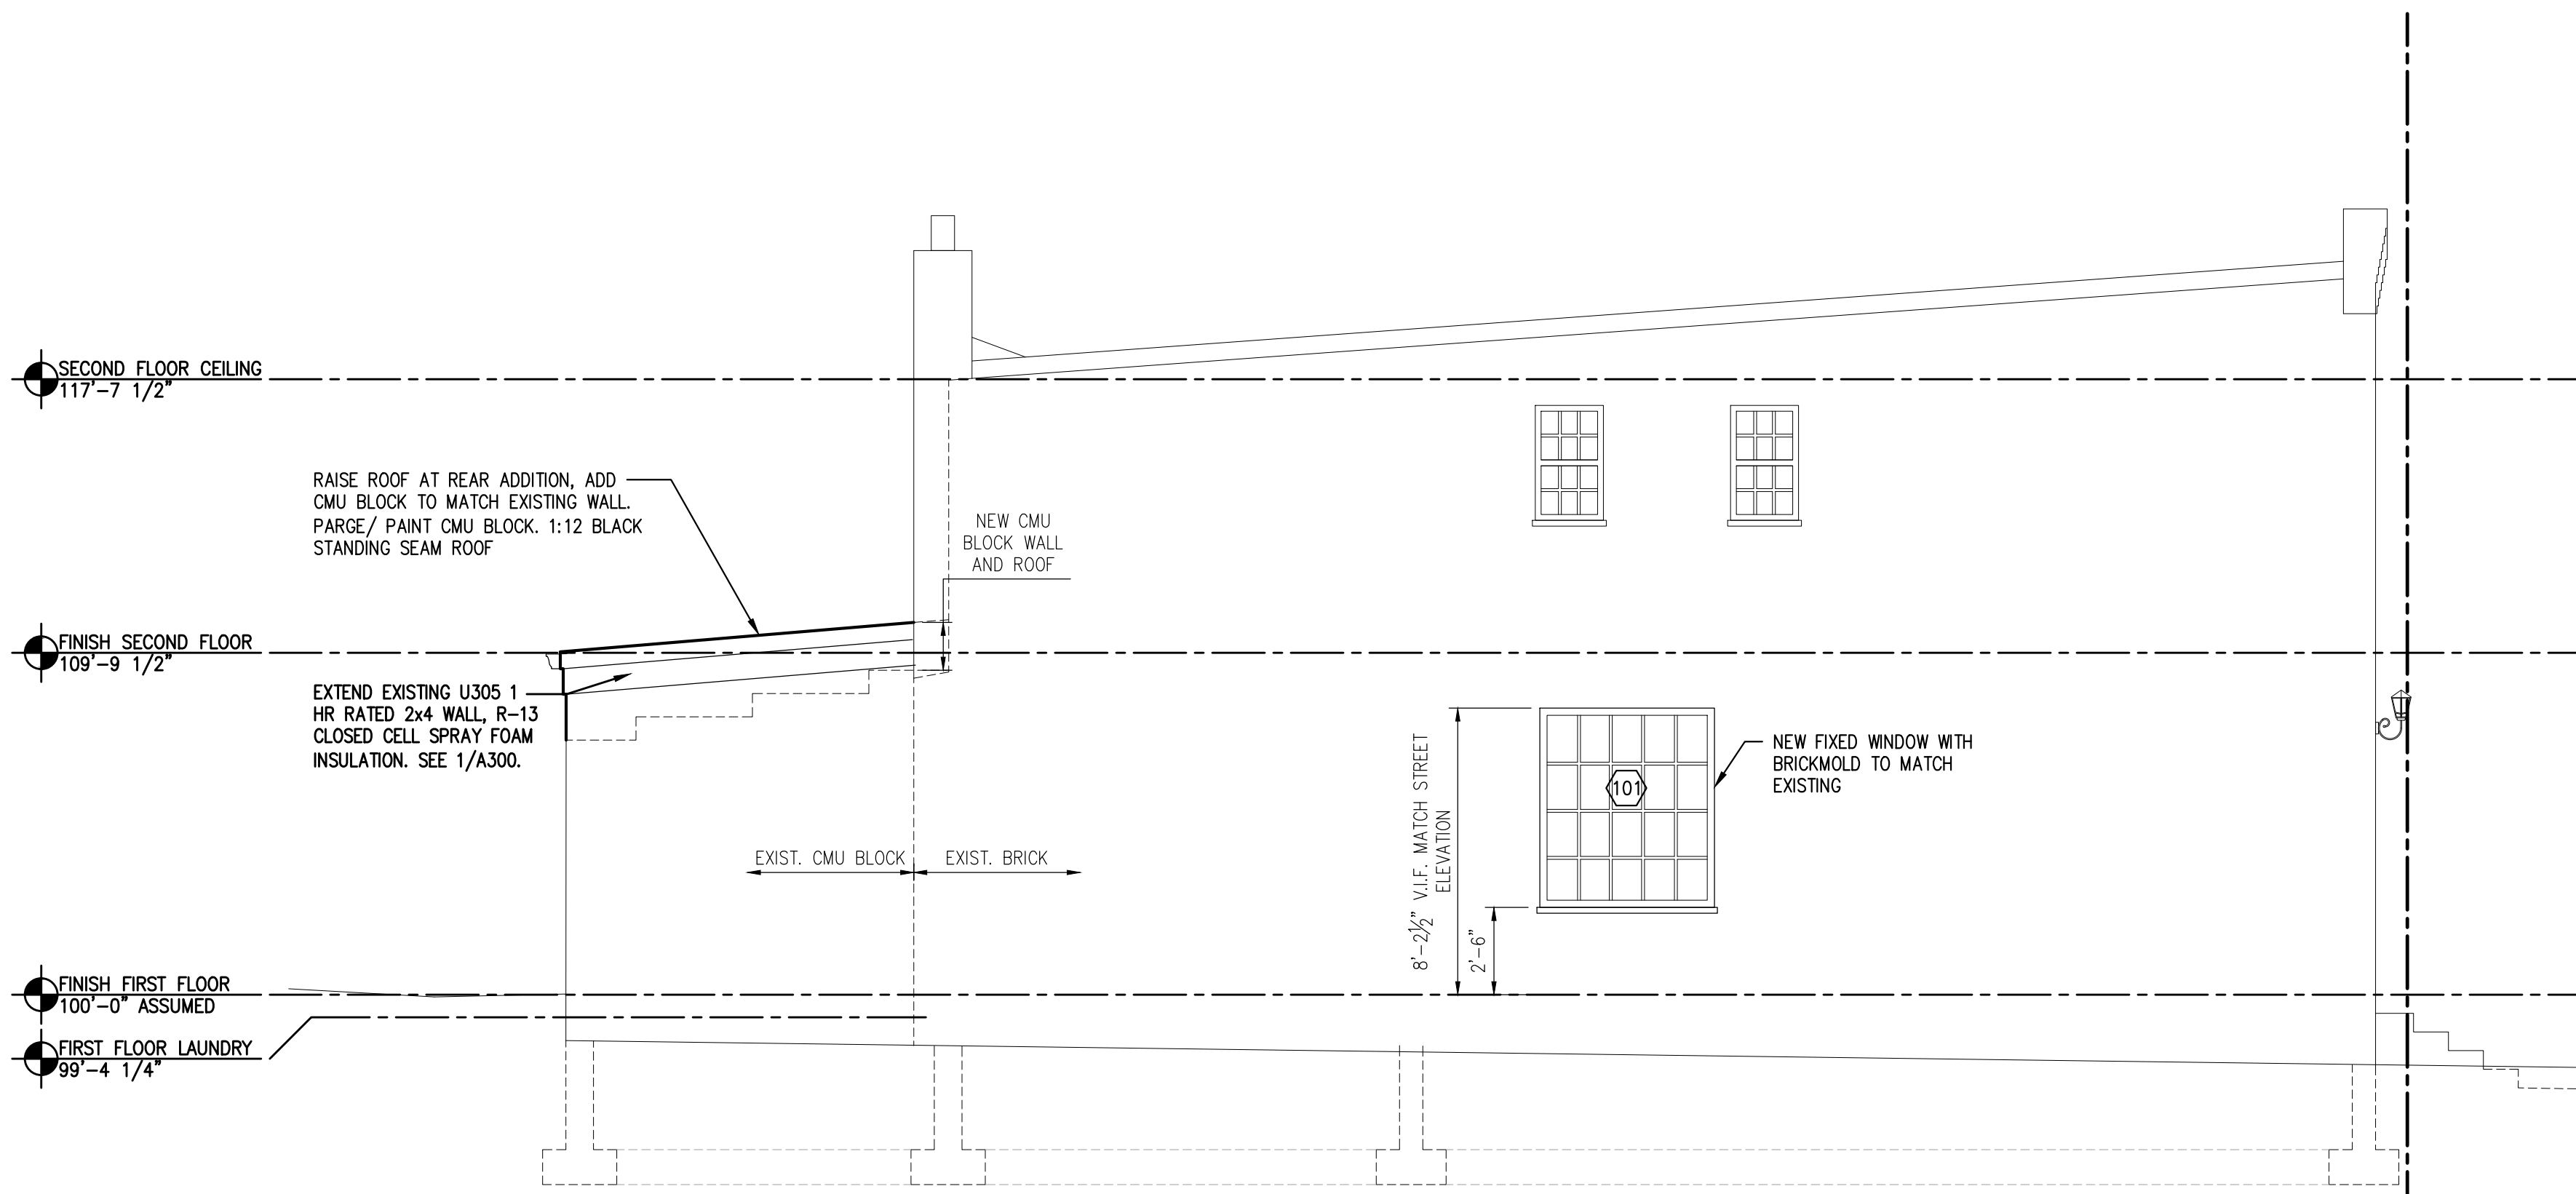 SECOND FLOOR CEILING
117'-7 1/2"
RAISE ROOF AT REAR ADDITION, ADD
CMU BLOCK TO MATCH EXISTING WALL.
PARGE/ PAINT CMU BLOCK. 1:12 BLACK
STANDING SEAM ROOF
NEW CMU
BLOCK WALL
AND ROOF
FINISH SECOND FLOOR
109'-9 1/2"
EXTEND EXISTING U305 1
HR RATED 2x4 WALL, R-13
CLOSED CELL SPRAY FOAM
INSULATION. SEE 1/A300.
EXIST. CMU BLOCK
EXIST. BRICK
8'-2½" V.I.F. MATCH STREET
ELEVATION
2'-6"
101
NEW FIXED WINDOW WITH
BRICKMOLD TO MATCH
EXISTING
FINISH FIRST FLOOR
100'-0" ASSUMED
FIRST FLOOR LAUNDRY
99'-4 1/4"